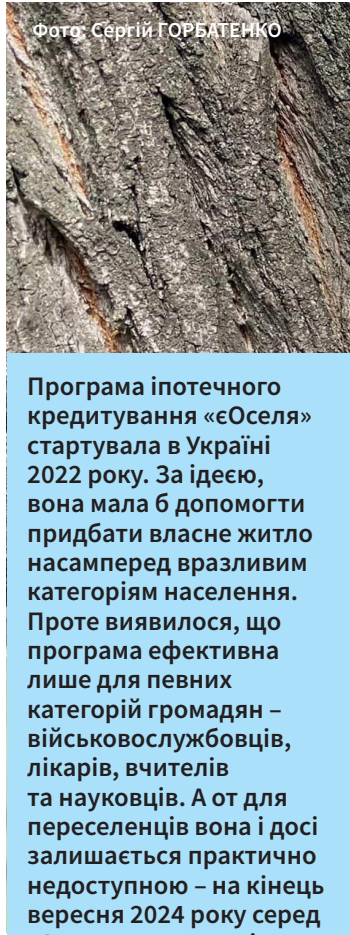 Фото: Сергій ГОРБАТЕНКО
Програма іпотечного
кредитування «єОселя»
стартувала в Україні
2022 року. За ідеєю,
вона мала б допомогти
придбати власне житло
насамперед вразливим
категоріям населення.
Проте виявилося, що
програма ефективна
лише для певних
категорій громадян –
військовослужбовців,
лікарів, вчителів
та науковців. А от для
переселенців вона і досі
залишається практично
недоступною – на кінець
вересня 2024 року серед